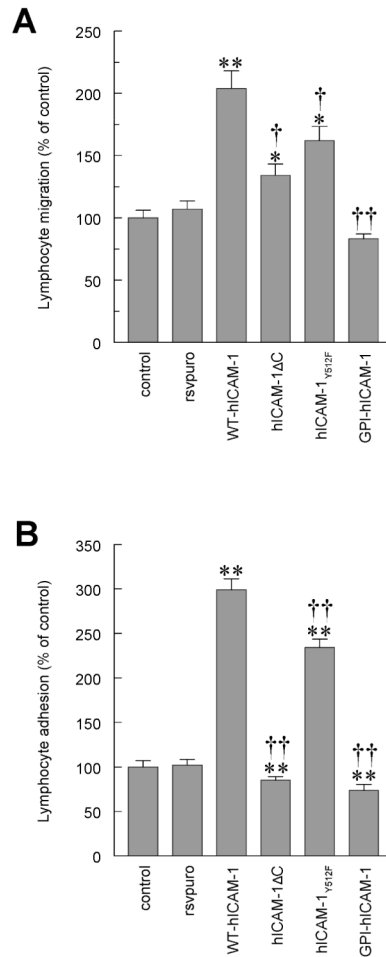 A
Lymphocyte migration (% of control)
250
200
150
100
50
0
**
†
*
†
*
††
control
rsvpuro
WT-hICAM-1
hICAM-1ΔC
hICAM-1Y512F
GPI-hICAM-1
B
Lymphocyte adhesion (% of control)
350
300
250
200
150
100
50
0
**
††
**
††
**
††
**
control
rsvpuro
WT-hICAM-1
hICAM-1ΔC
hICAM-1Y512F
GPI-hICAM-1